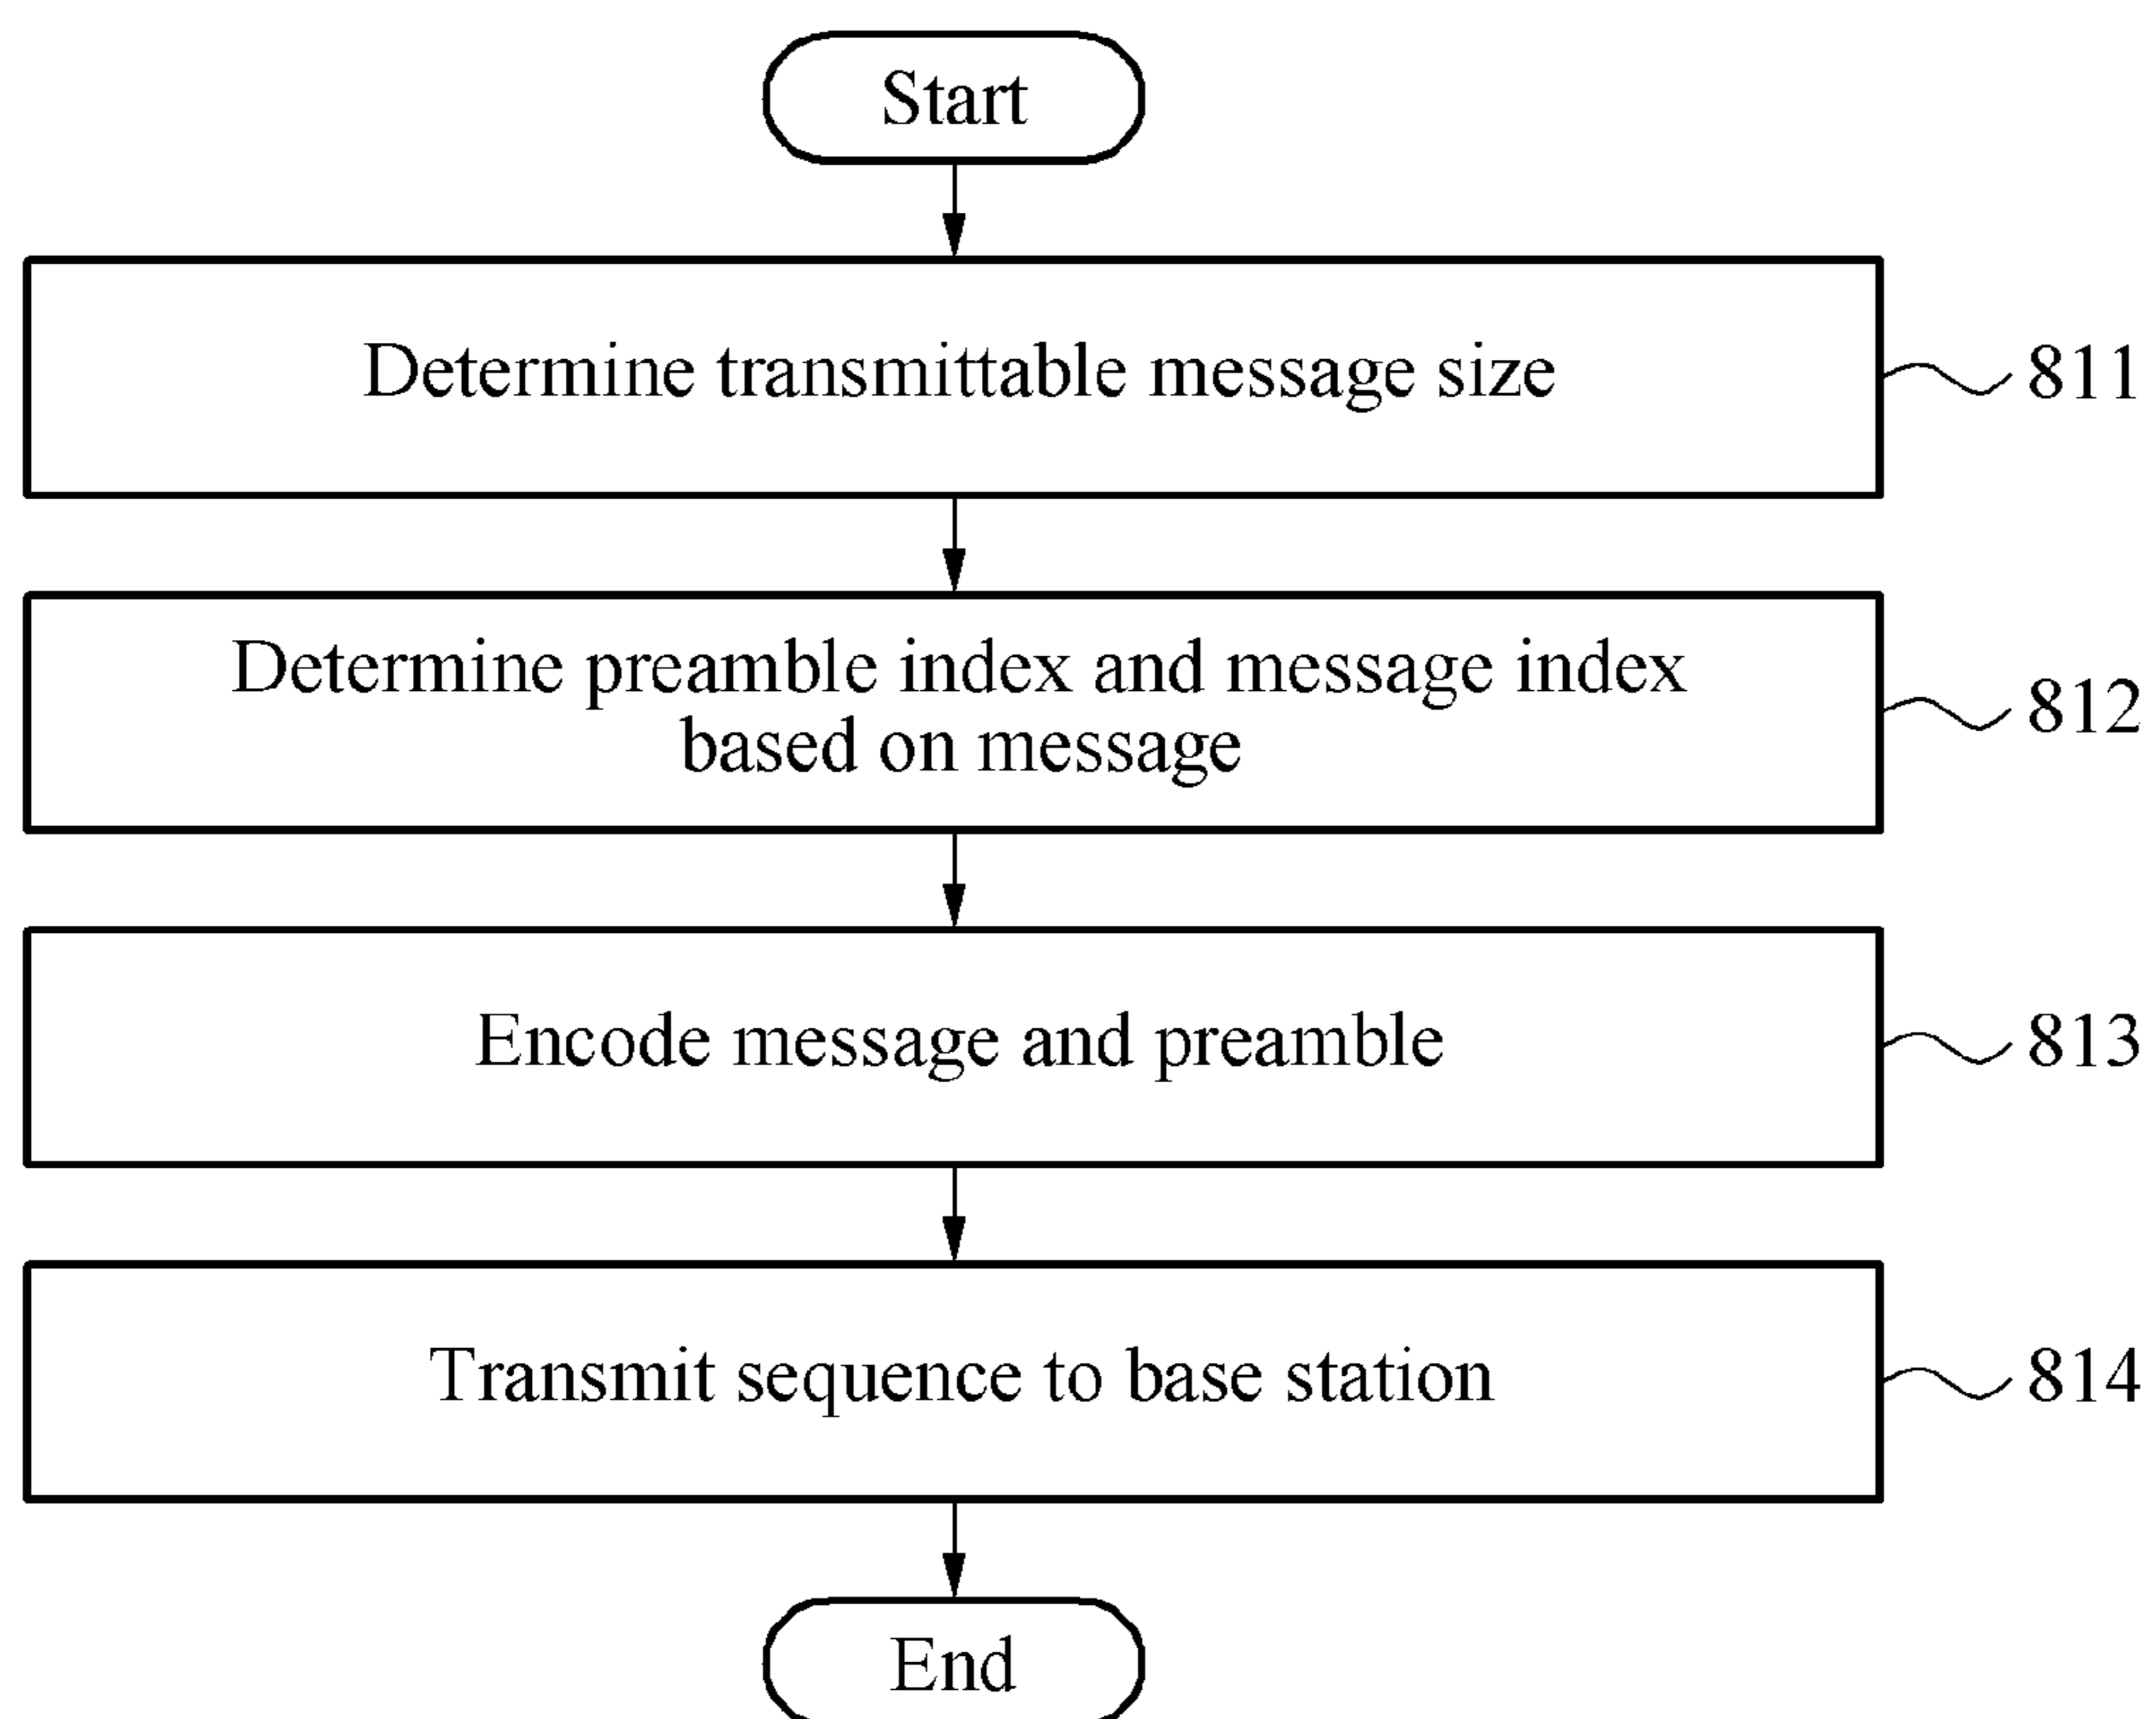 Start
Determine transmittable message size
811
Determine preamble index and message index
based on message
812
Encode message and preamble
813
Transmit sequence to base station
814
End